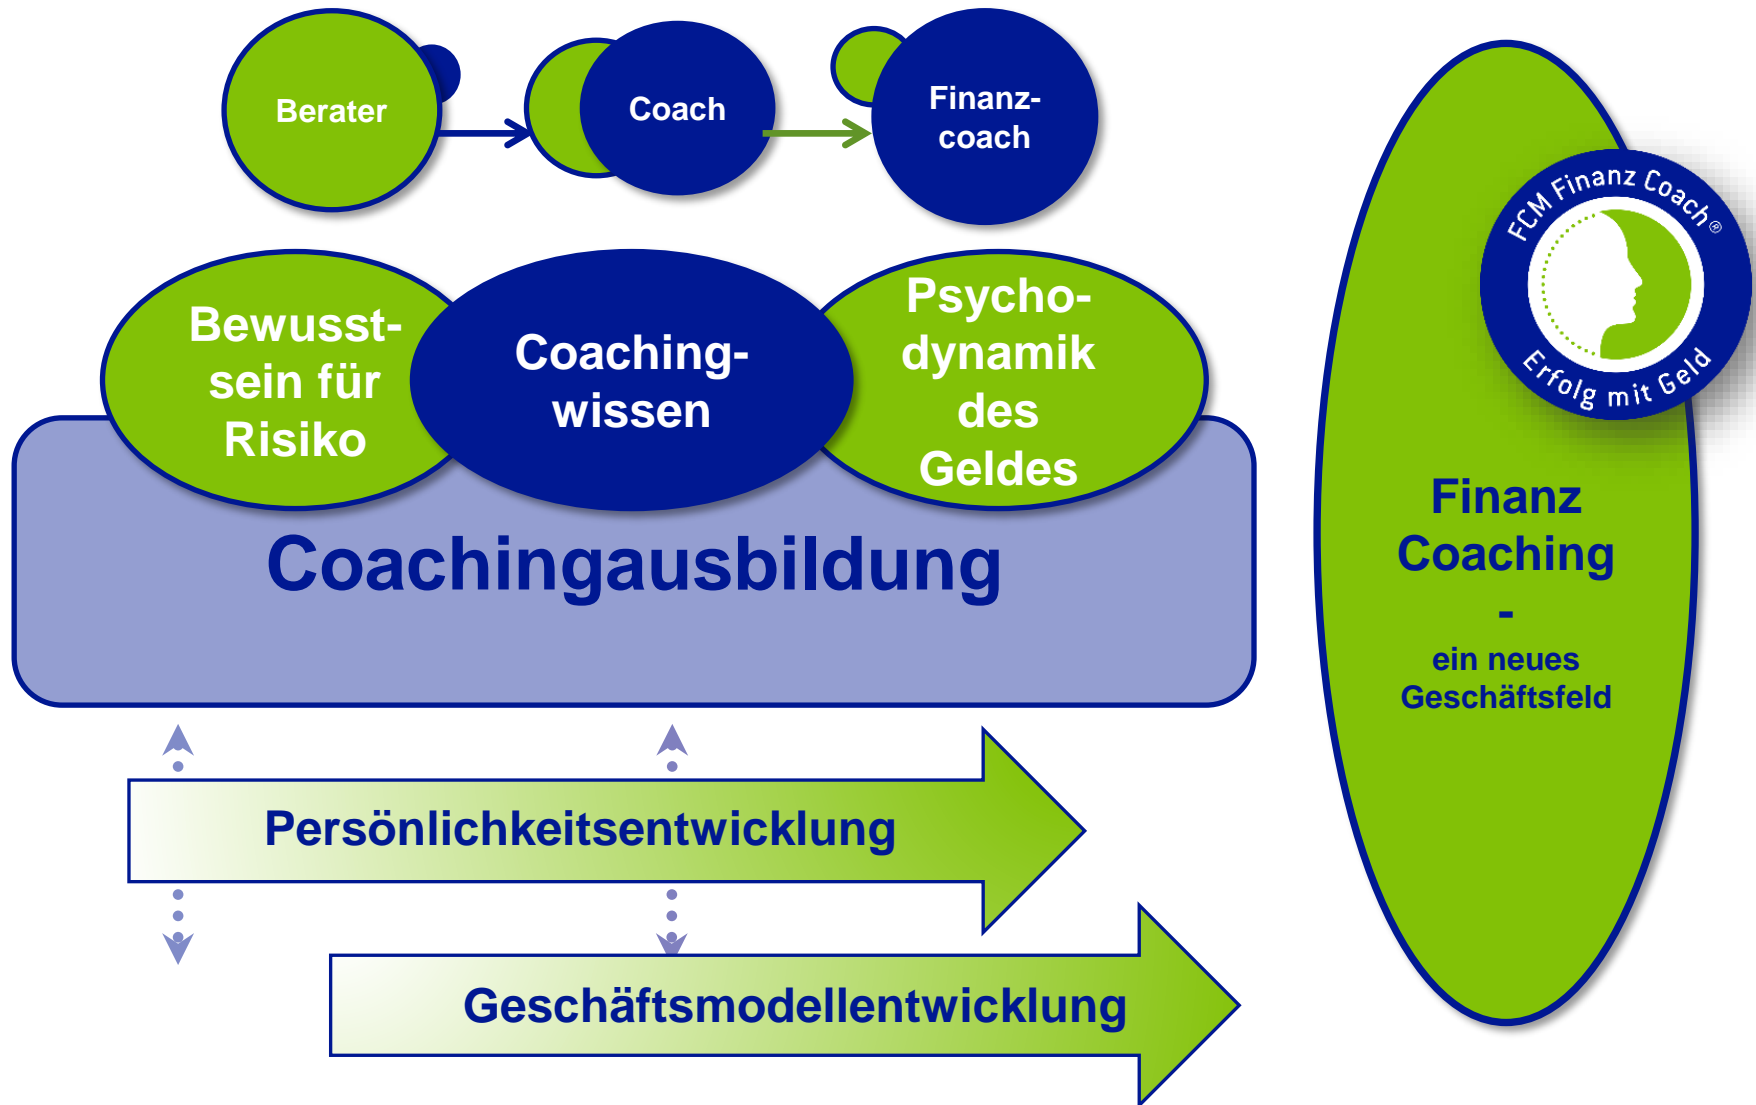 Berater
Coach
Finanz-
coach
Bewusst-
sein für
Risiko
Coaching-
wissen
Psycho-
dynamik
des
Geldes
Coachingausbildung
Persönlichkeitsentwicklung
Geschäftsmodellentwicklung
FCM Finanz Coach®
Erfolg mit Geld
Finanz
Coaching
-
ein neues
Geschäftsfeld